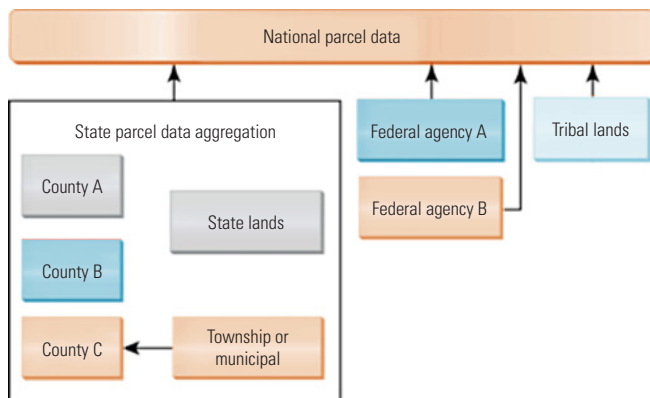 National parcel data
State parcel data aggregation
County A
State lands
County B
County C
Township or
municipal
Federal agency A
Federal agency B
Tribal lands